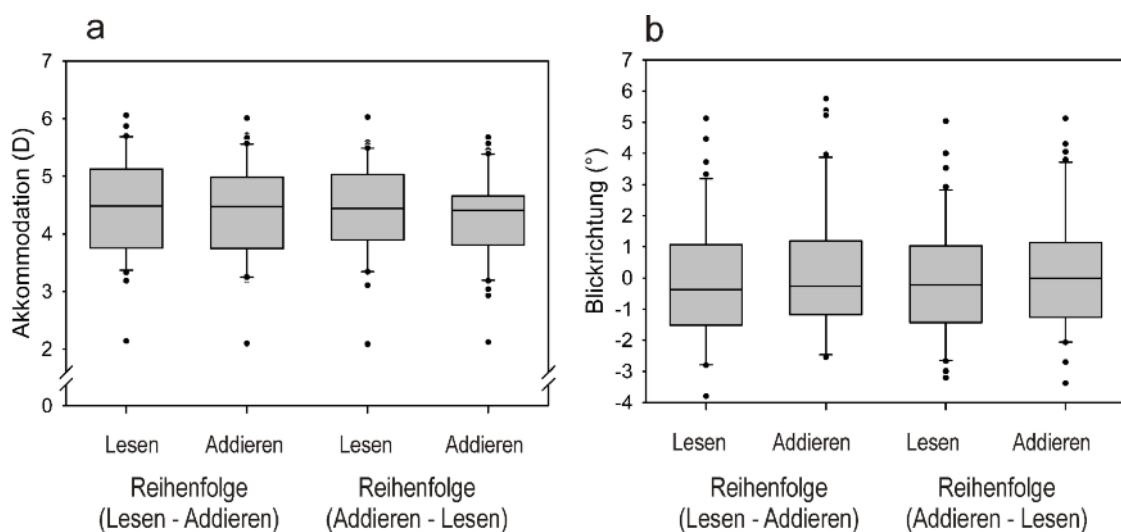 a
7
6
5
4
3
2
0
Akkommodation (D)
Lesen Addieren Lesen Addieren
Reihenfolge
(Lesen - Addieren)
Reihenfolge
(Addieren - Lesen)
b
7
6
5
4
3
2
1
0
-1
-2
-3
-4
Blickrichtung (°)
Lesen Addieren Lesen Addieren
Reihenfolge
(Lesen - Addieren)
Reihenfolge
(Addieren - Lesen)